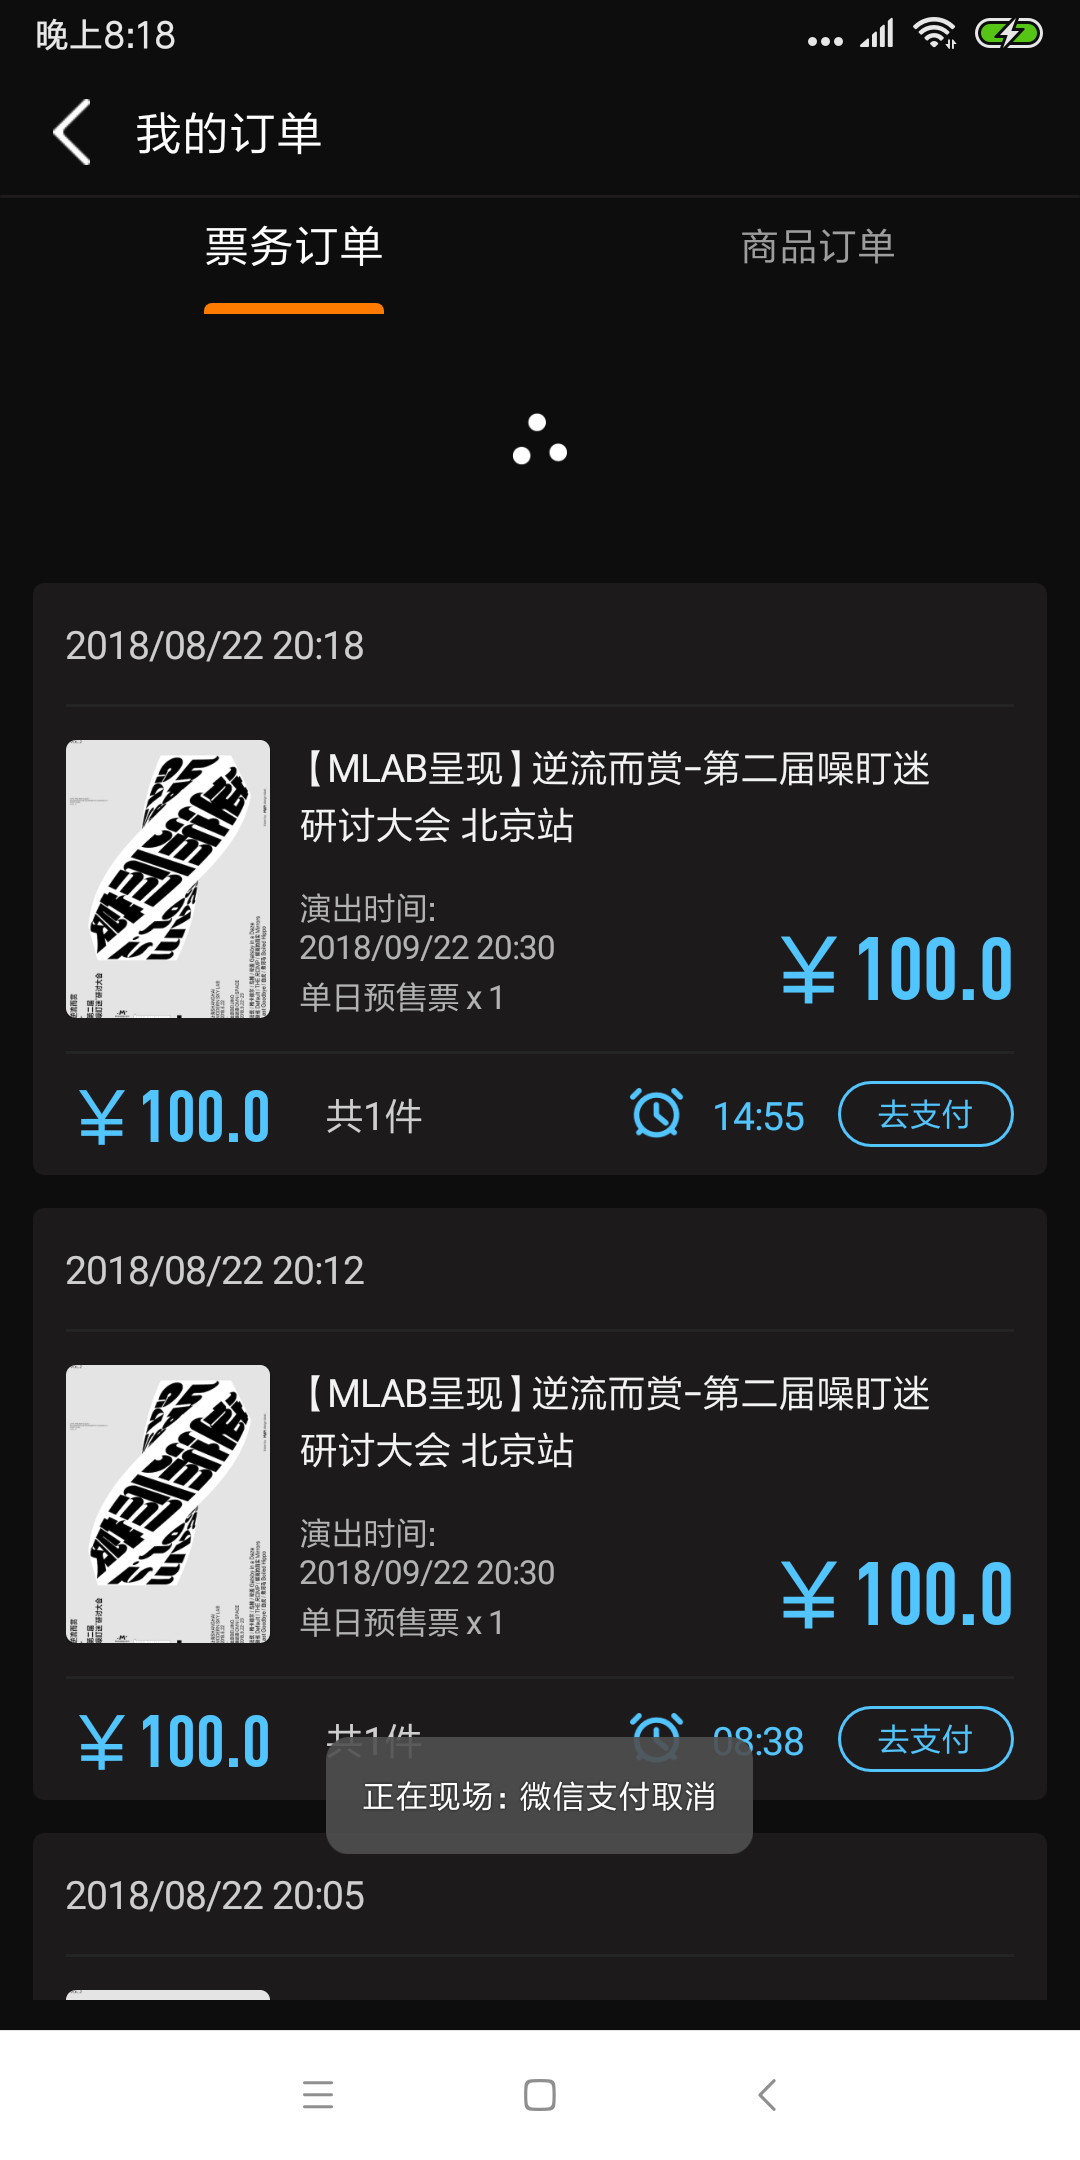 晚上8:18
我的订单
票务订单
商品订单
2018/08/22 20:18
【MLAB呈现】逆流而赏-第二届噪盯迷
研讨大会 北京站
演出时间:
2018/09/22 20:30
单日预售票 x 1
¥ 100.0
¥ 100.0
共1件
14:55
去支付
2018/08/22 20:12
【MLAB呈现】逆流而赏-第二届噪盯迷
研讨大会 北京站
演出时间:
2018/09/22 20:30
单日预售票 x 1
¥ 100.0
¥ 100.0
共1件
08:38
去支付
正在现场：微信支付取消
2018/08/22 20:05